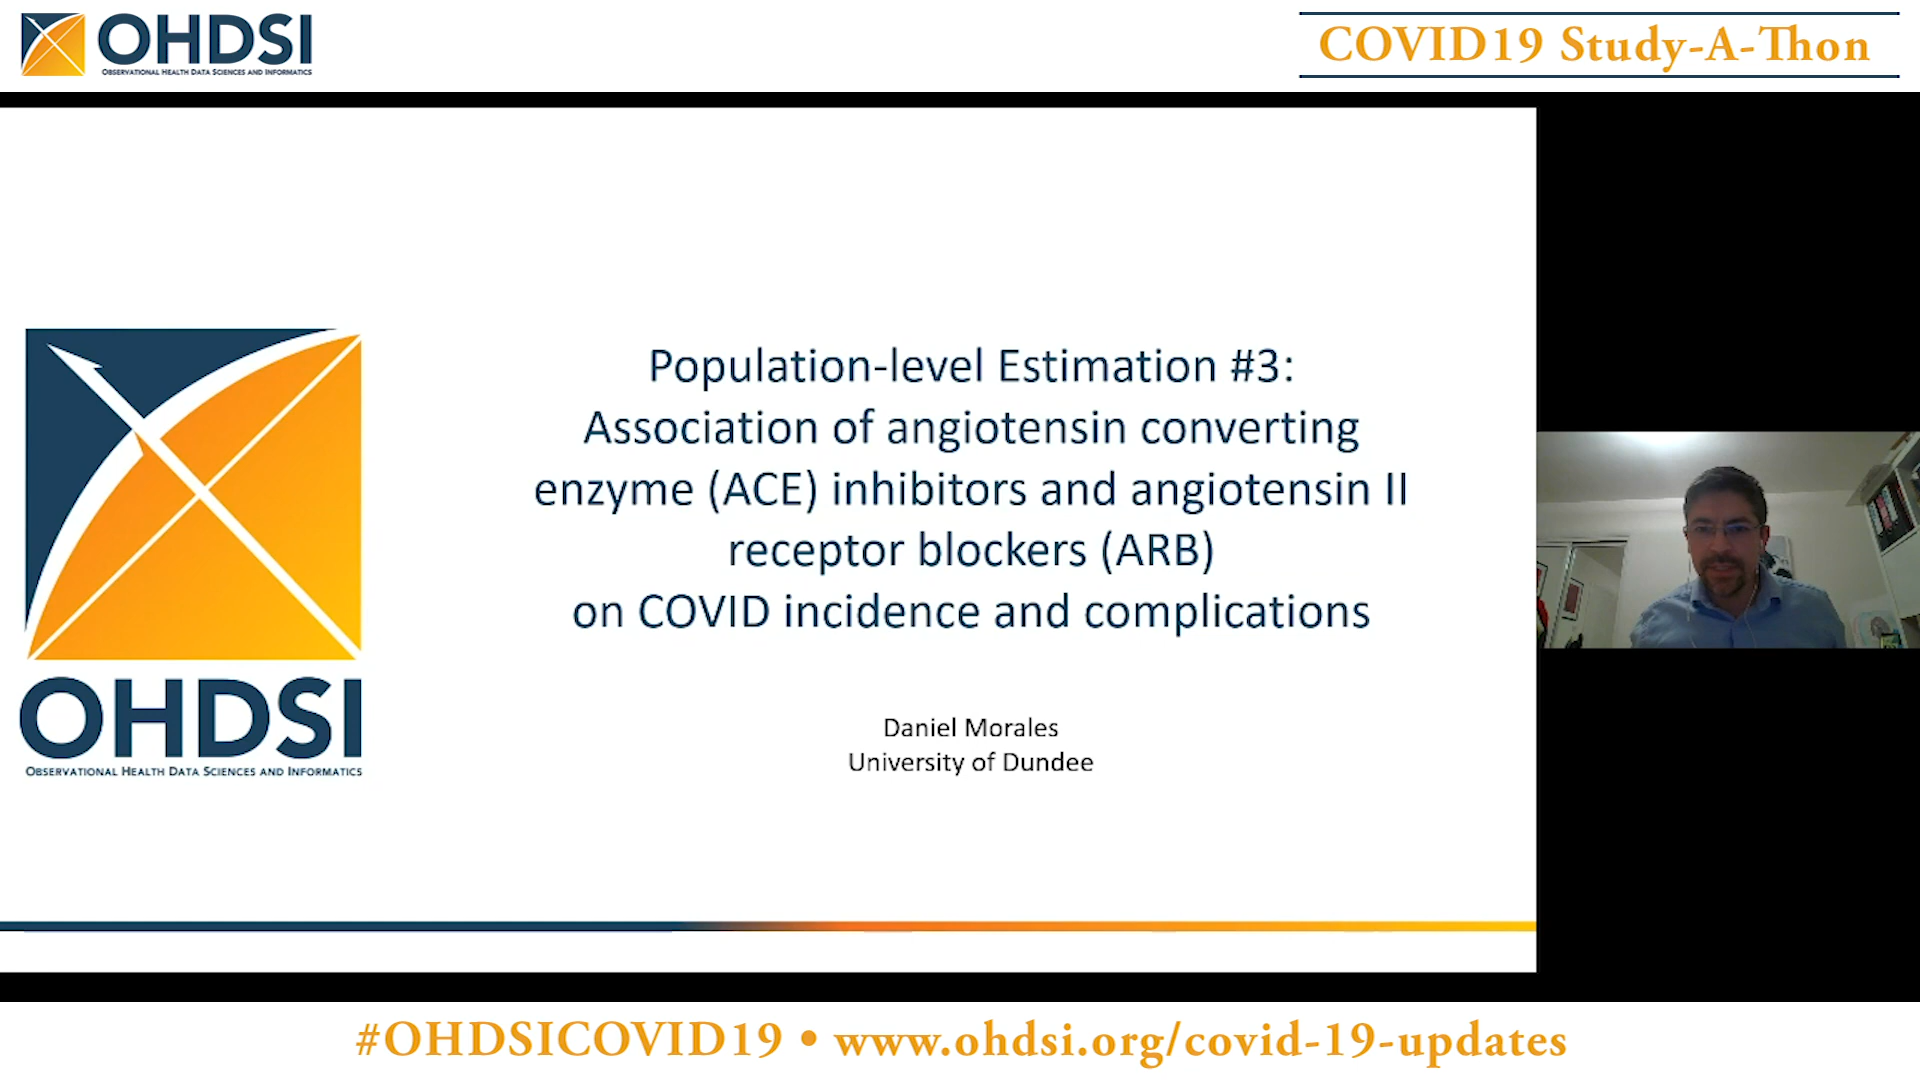 OHDSI
OBSERVATIONAL HEALTH DATA SCIENCES AND INFORMATICS
COVID19 Study-A-Thon
Population-level Estimation #3:
Association of angiotensin converting
enzyme (ACE) inhibitors and angiotensin II
receptor blockers (ARB)
on COVID incidence and complications
Daniel Morales
University of Dundee
OHDSI
OBSERVATIONAL HEALTH DATA SCIENCES AND INFORMATICS
#OHDSICOVID19 • www.ohdsi.org/covid-19-updates